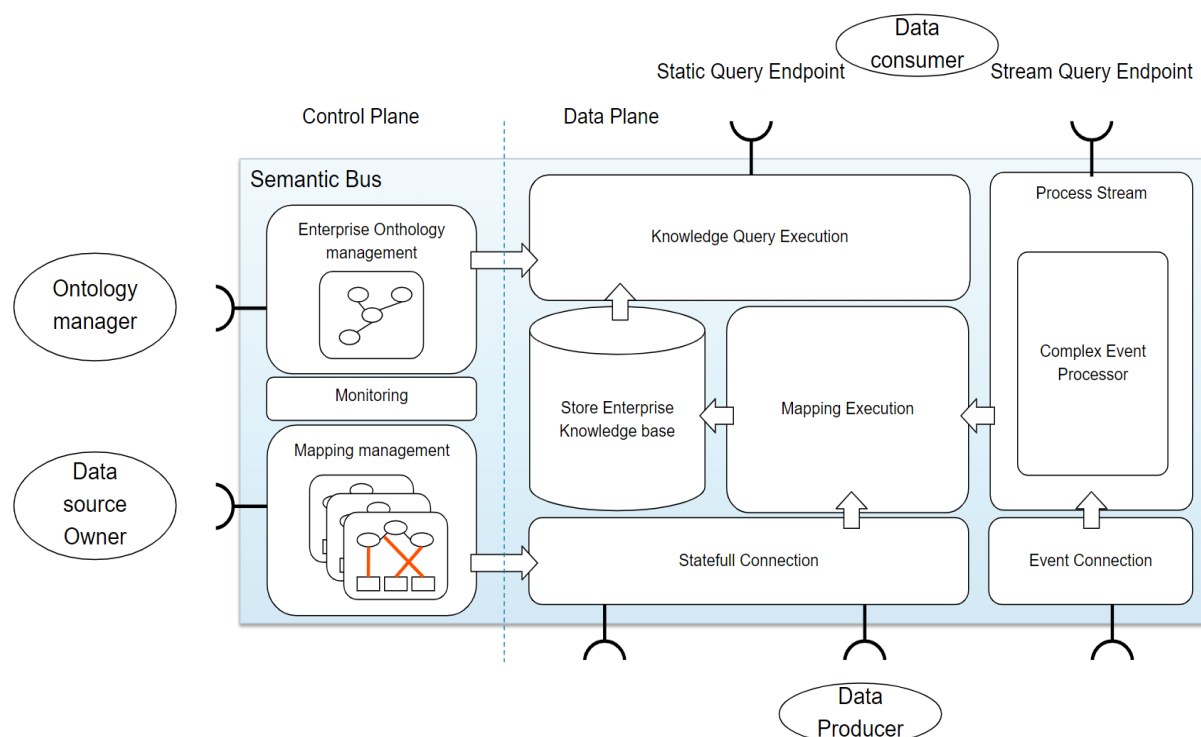 Data
consumer
Static Query Endpoint
Stream Query Endpoint
Control Plane
Data Plane
Semantic Bus
Enterprise Onthology
management
Knowledge Query Execution
Process Stream
Ontology
manager
Complex Event
Processor
Monitoring
Store Enterprise
Knowledge base
Mapping Execution
Mapping management
Data
source
Owner
Statefull Connection
Event Connection
Data
Producer